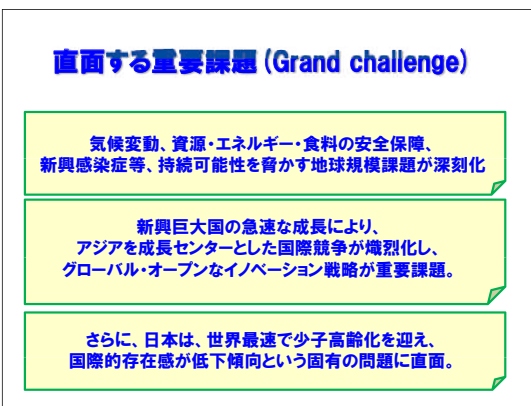 直面する重要課題(Grand challenge)
気候変動、資源・エネルギー・食料の安全保障、
新興感染症等、持続可能性を脅かす地球規模課題が深刻化
新興巨大国の急速な成長により、
アジアを成長センターとした国際競争が熾烈化し、
グローバル・オープンなイノベーション戦略が重要課題。
さらに、日本は、世界最速で少子高齢化を迎え、
国際的存在感が低下傾向という固有の問題に直面。